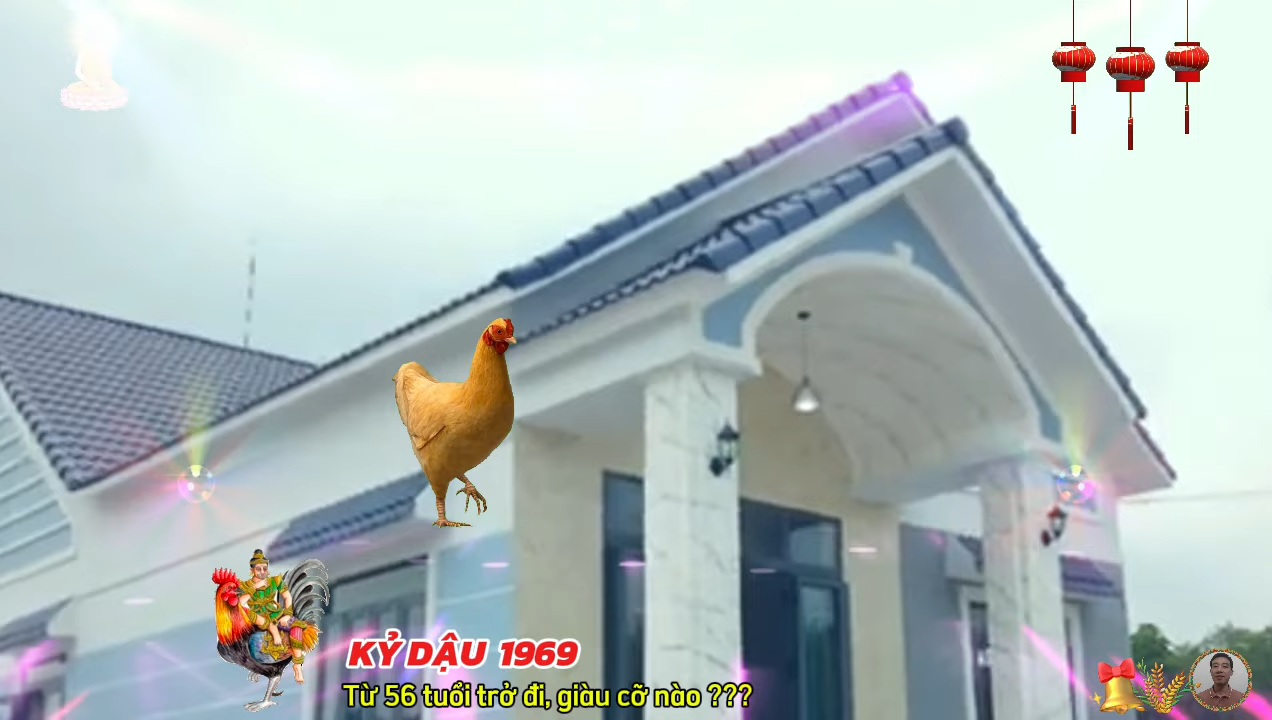 KỶ DẬU 1969
Từ 56 tuổi trở đi, giàu cỡ nào ???